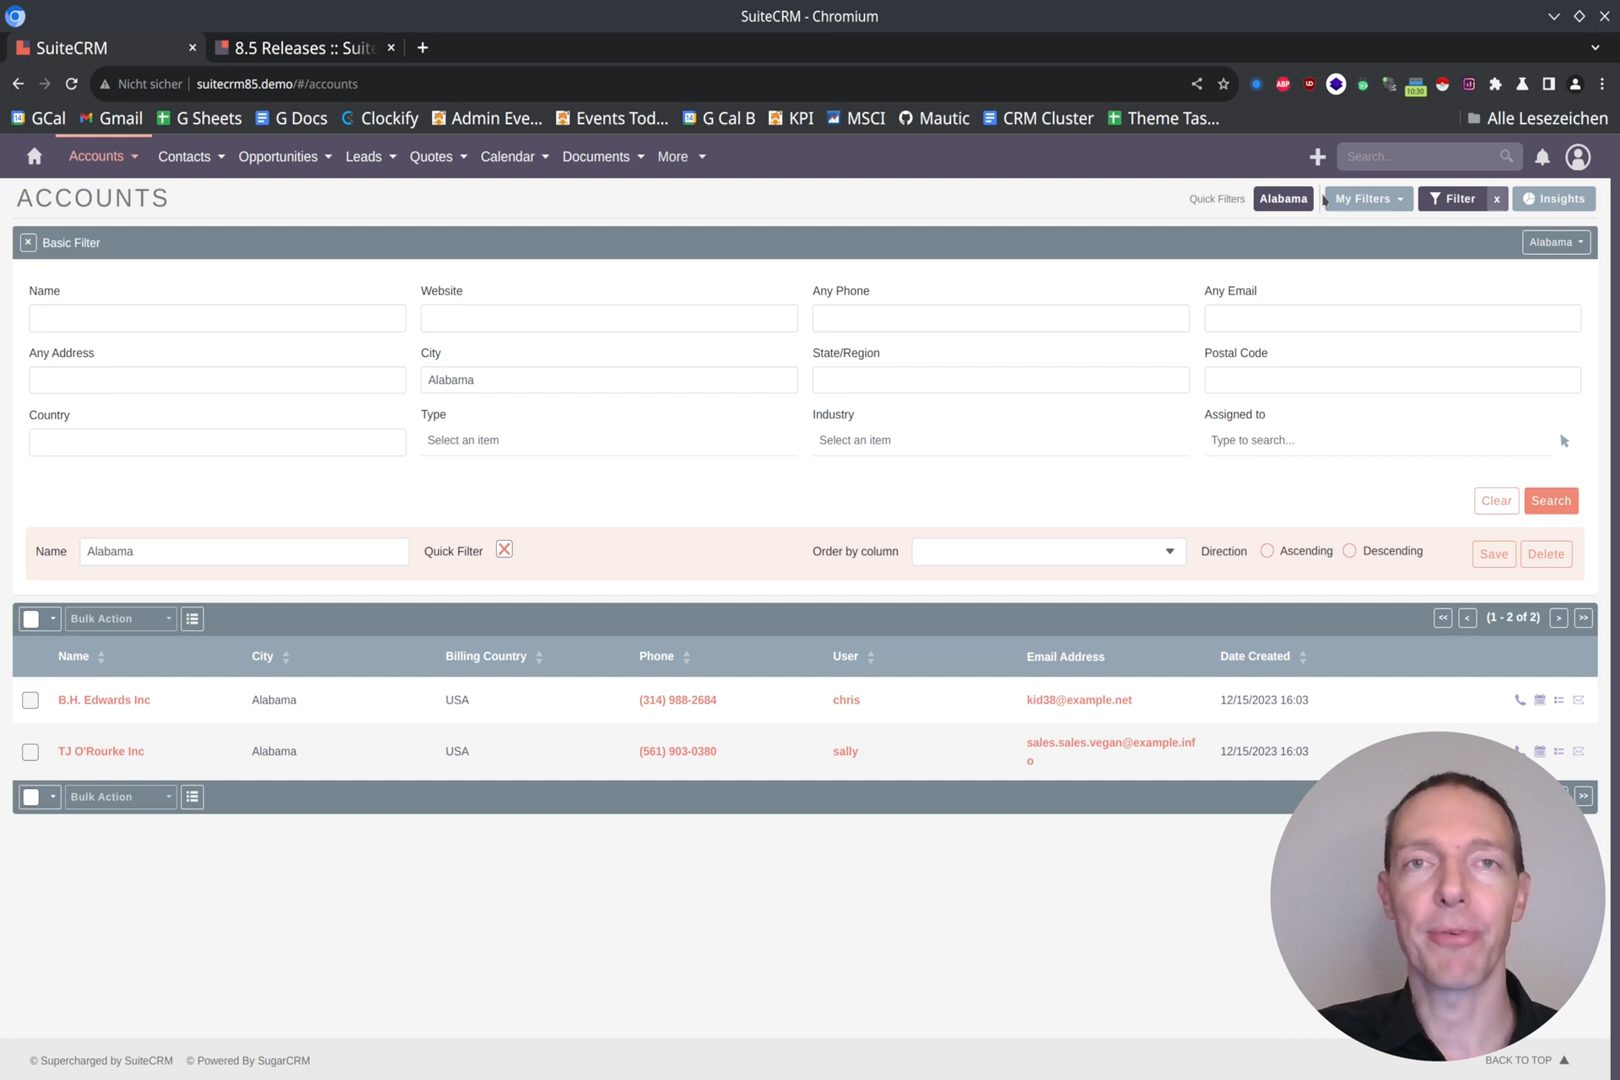 SuiteCRM - Chromium
SuiteCRM
8.5 Releases :: Suite
Nicht sicher
suitecrm85.demo/#/accounts
ABP
10:30
GCal
Gmail
G Sheets
G Docs
Clockify
Admin Eve...
Events Tod...
G Cal B
KPI
MSCI
Mautic
CRM Cluster
Theme Tas...
Alle Lesezeichen
Accounts
Contacts
Opportunities
Leads
Quotes
Calendar
Documents
More
Search...
ACCOUNTS
Quick Filters
Alabama
My Filters
Filter
x
Insights
Basic Filter
Alabama
Name
Website
Any Phone
Any Email
Any Address
City
State/Region
Postal Code
Alabama
Country
Type
Industry
Assigned to
Select an item
Select an item
Type to search...
Clear
Search
Name
Alabama
Quick Filter
Order by column
Direction
Ascending
Descending
Save
Delete
Bulk Action
<<
<
(1 - 2 of 2)
>
>>
Name
City
Billing Country
Phone
User
Email Address
Date Created
B.H. Edwards Inc
Alabama
USA
(314) 988-2684
chris
kid38@example.net
12/15/2023 16:03
TJ O'Rourke Inc
Alabama
USA
(561) 903-0380
sally
sales.sales.vegan@example.inf
o
12/15/2023 16:03
Bulk Action
>>
© Supercharged by SuiteCRM
© Powered By SugarCRM
BACK TO TOP